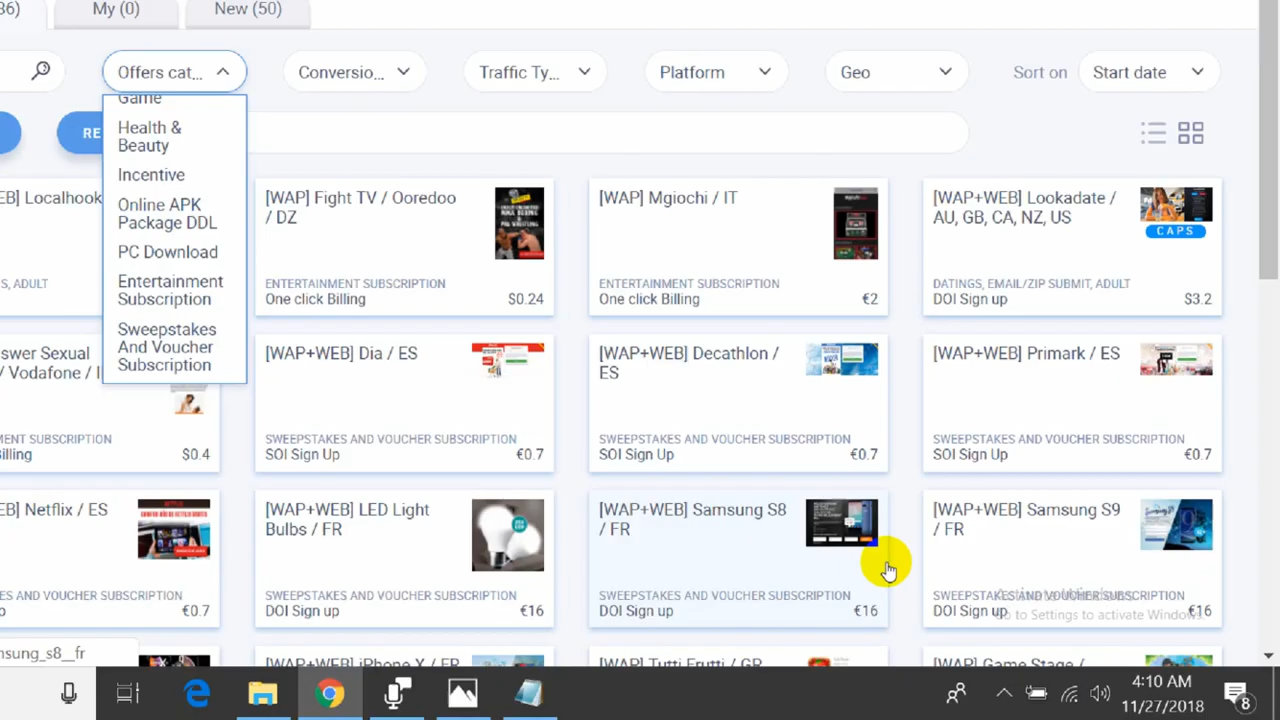 36)
My (0)
New (50)
Offers cat...
Conversio...
Traffic Ty...
Platform
Geo
Sort on
Start date
Game
Health &
Beauty
Incentive
Online APK
Package DDL
PC Download
Entertainment
Subscription
Sweepstakes
And Voucher
Subscription
RE
EB] Localhook
S, ADULT
[WAP] Fight TV / Ooredoo
/ DZ
ENTERTAINMENT SUBSCRIPTION
One click Billing
$0.24
[WAP] Mgiochi / IT
ENTERTAINMENT SUBSCRIPTION
One click Billing
€2
[WAP+WEB] Lookadate /
AU, GB, CA, NZ, US
CAPS
DATINGS, EMAIL/ZIP SUBMIT, ADULT
DOI Sign up
$3.2
swer Sexual
/ Vodafone / I
MENT SUBSCRIPTION
Billing
$0.4
[WAP+WEB] Dia / ES
SWEEPSTAKES AND VOUCHER SUBSCRIPTION
SOI Sign Up
€0.7
[WAP+WEB] Decathlon /
ES
SWEEPSTAKES AND VOUCHER SUBSCRIPTION
SOI Sign Up
€0.7
[WAP+WEB] Primark / ES
SWEEPSTAKES AND VOUCHER SUBSCRIPTION
SOI Sign Up
€0.7
WEB] Netflix / ES
ES AND VOUCHER SUBSCRIPTION
p
€0.7
[WAP+WEB] LED Light
Bulbs / FR
SWEEPSTAKES AND VOUCHER SUBSCRIPTION
DOI Sign up
€16
[WAP+WEB] Samsung S8
/ FR
SWEEPSTAKES AND VOUCHER SUBSCRIPTION
DOI Sign up
€16
[WAP+WEB] Samsung S9
/ FR
SWEEPSTAKES AND VOUCHER SUBSCRIPTION
DOI Sign up
€16
Activate Windows
Go to Settings to activate Windows.
msung_s8__fr
[WAP+WEB] iPhone X / FR
[WAP+WEB] Tutti Frutti / GR
[WAP+WEB] Game Stage /
4:10 AM
11/27/2018
8